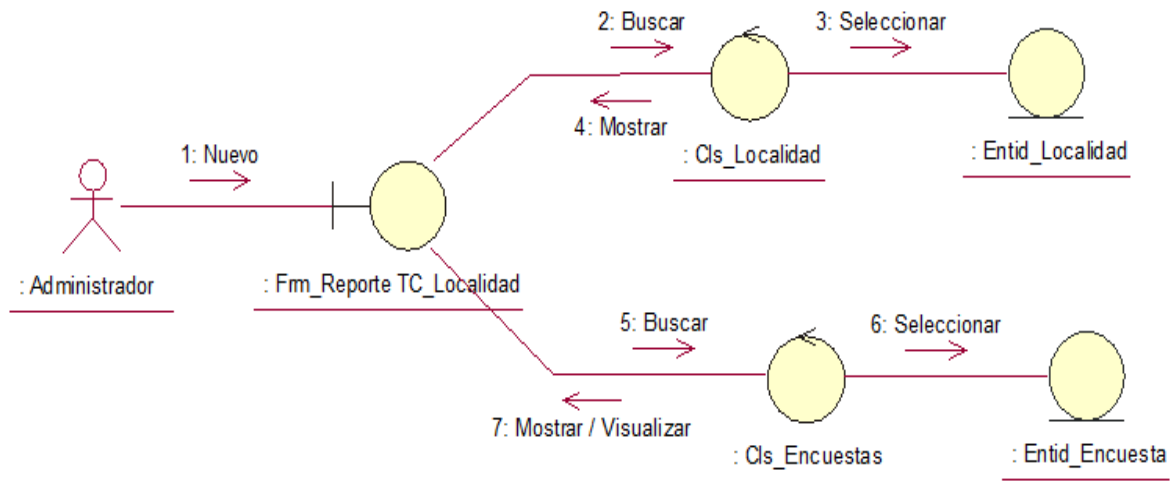 2: Buscar
3: Seleccionar
4: Mostrar
: Cls_Localidad
: Entid_Localidad
1: Nuevo
: Administrador
: Frm_Reporte TC_Localidad
5: Buscar
6: Seleccionar
7: Mostrar / Visualizar
: Cls_Encuestas
: Entid_Encuesta